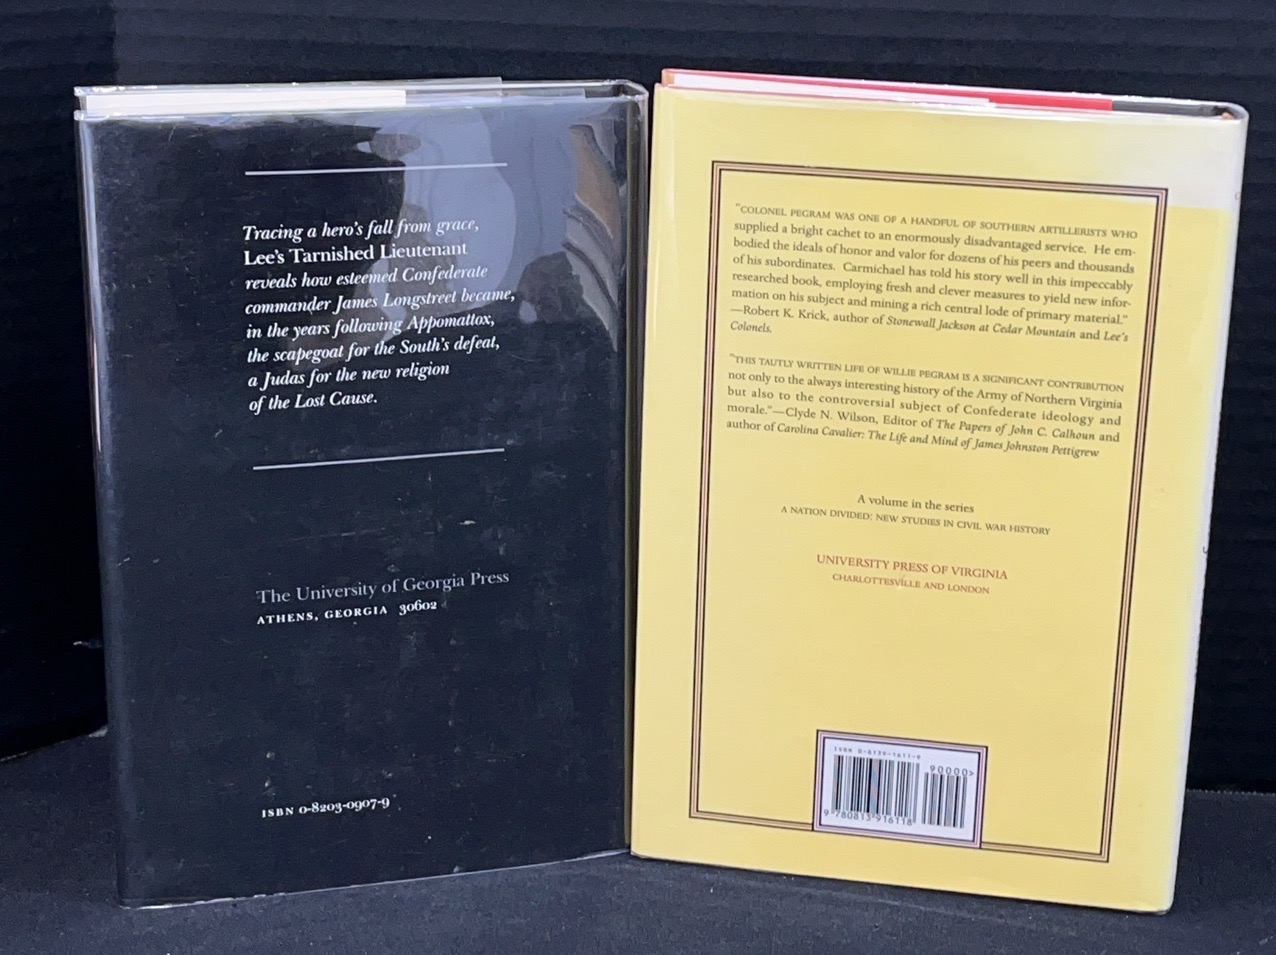 Tracing a hero's fall from grace,
Lee's Tarnished Lieutenant
reveals how esteemed Confederate
commander James Longstreet became,
in the years following Appomattox,
the scapegoat for the South's defeat,
a Judas for the new religion
of the Lost Cause.
The University of Georgia Press
ATHENS, GEORGIA 30602
ISBN 0-8203-0907-9
"COLONEL PEGRAM WAS ONE OF A HANDFUL OF SOUTHERN ARTILLERISTS WHO
supplied a bright cachet to an enormously disadvantaged service. He em-
bodied the ideals of honor and valor for dozens of his peers and thousands
of his subordinates. Carmichael has told his story well in this impeccably
researched book, employing fresh and clever measures to yield new infor-
mation on his subject and mining a rich central lode of primary material."
—Robert K. Krick, author of Stonewall Jackson at Cedar Mountain and Lee's
Colonels.
"THIS TAUTLY WRITTEN LIFE OF WILLIE PEGRAM IS A SIGNIFICANT CONTRIBUTION
not only to the always interesting history of the Army of Northern Virginia
but also to the controversial subject of Confederate ideology and
morale."—Clyde N. Wilson, Editor of The Papers of John C. Calhoun and
author of Carolina Cavalier: The Life and Mind of James Johnston Pettigrew
A volume in the series
A NATION DIVIDED: NEW STUDIES IN CIVIL WAR HISTORY
UNIVERSITY PRESS OF VIRGINIA
CHARLOTTESVILLE AND LONDON
ISBN 0-8139-1611-9
90000>
9 780813 916118